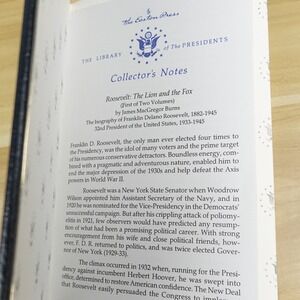 The Easton Press
THE LIBRARY of The PRESIDENTS
Collector's Notes
Roosevelt: The Lion and the Fox
(First of Two Volumes)
by James MacGregor Burns
The biography of Franklin Delano Roosevelt, 1882-1945
32nd President of the United States, 1933-1945
Franklin D. Roosevelt, the only man ever elected four times to
the Presidency, was the idol of many voters and the prime target
of his numerous conservative detractors. Boundless energy, com-
bined with a pragmatic and adventurous nature, enabled him to
end the major depression of the 1930s and help defeat the Axis
powers in World War II.
Roosevelt was a New York State Senator when Woodrow
Wilson appointed him Assistant Secretary of the Navy, and in
1920 he was nominated for the Vice-Presidency in the Democrats'
unsuccessful campaign. But after his crippling attack of poliomy-
elitis in 1921, few observers would have predicted any resump-
tion of what had been a promising political career. With strong
encouragement from his wife and close political friends, how-
ever, F. D. R. returned to politics, and was twice elected Gover-
nor of New York (1929-33).
The climax occurred in 1932 when, running for the Presi-
dency against incumbent Herbert Hoover, he was swept into
office, determined to restore American confidence. The New Deal
that Roosevelt easily persuaded the Congress to